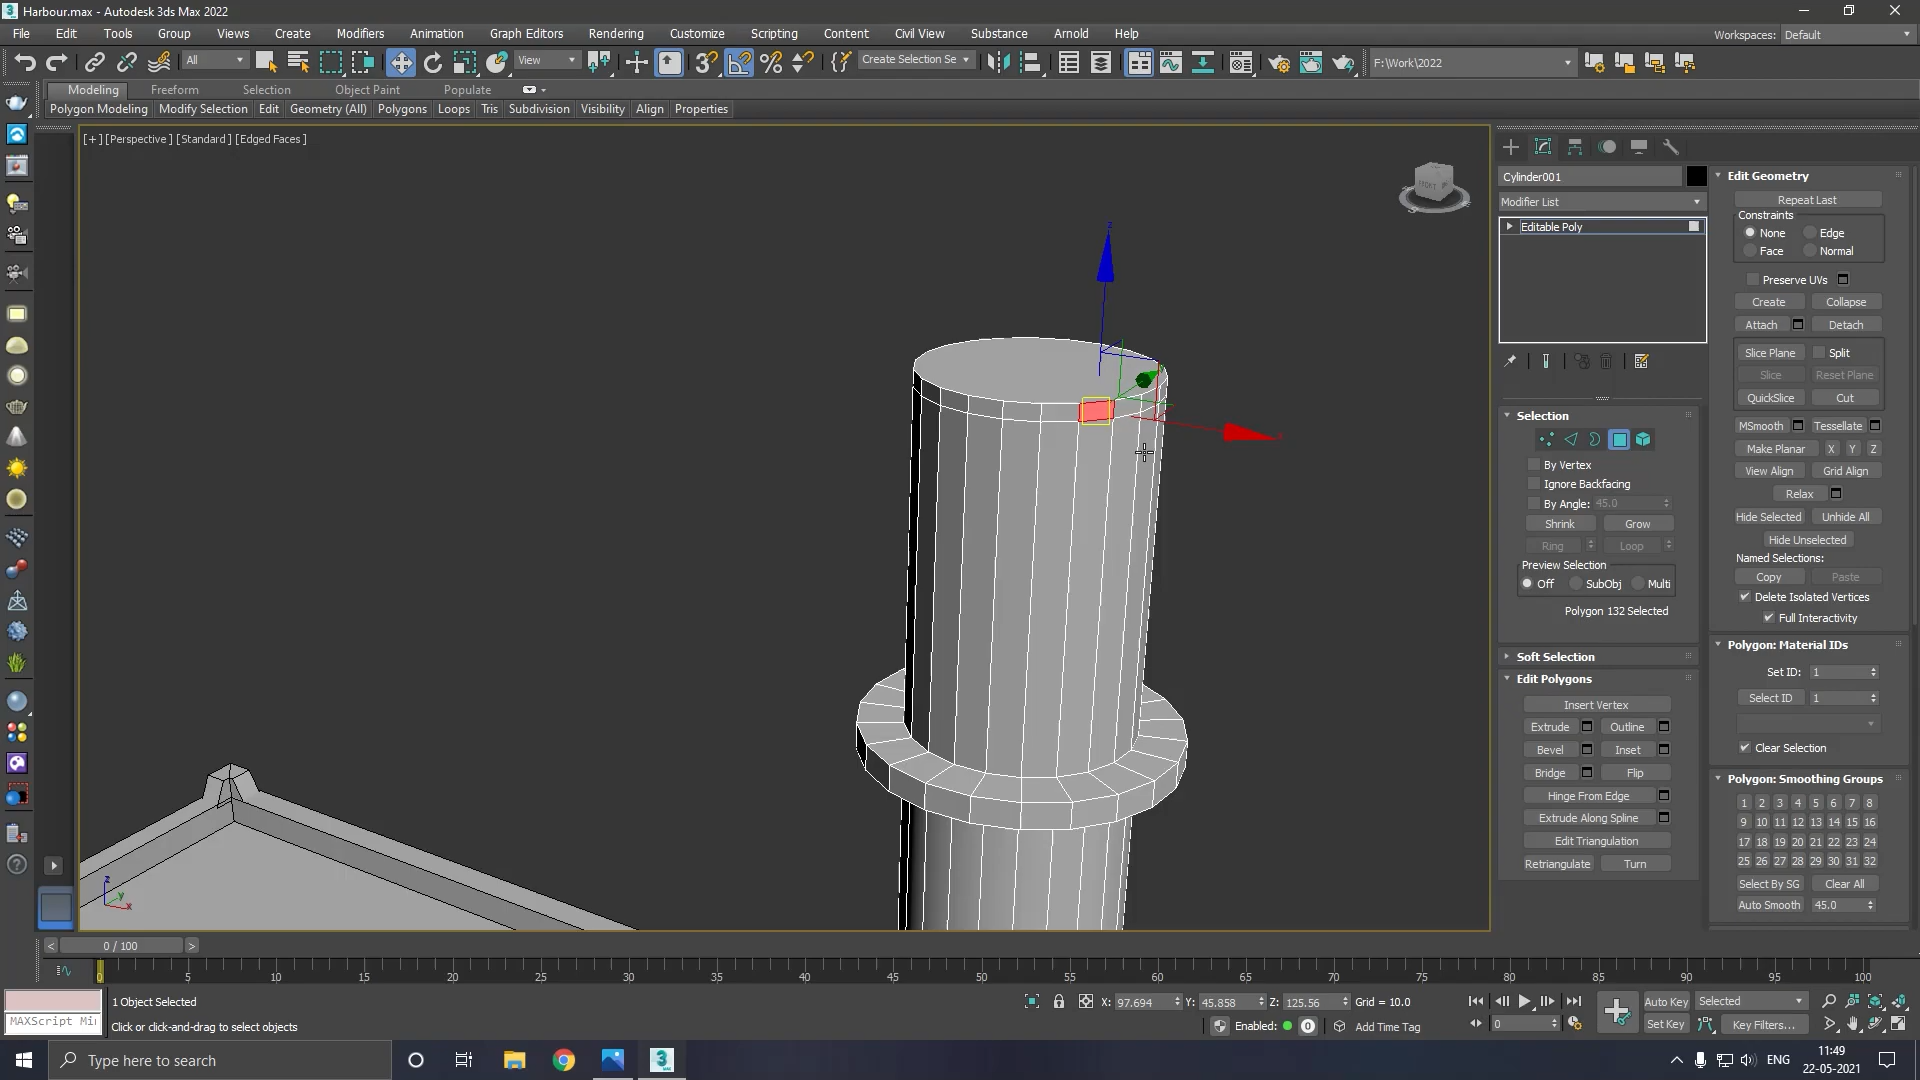 Harbour.max - Autodesk 3ds Max 2022
File Edit Tools Group Views Create Modifiers Animation Graph Editors Rendering Customize Scripting Content Civil View Substance Arnold Help
Workspaces: Default
All View Create Selection Se F:\Work\2022
Modeling Freeform Selection Object Paint Populate
Polygon Modeling Modify Selection Edit Geometry (All) Polygons Loops Tris Subdivision Visibility Align Properties
[+] [Perspective] [Standard] [Edged Faces]
FRONT
z
x
z
y
x
Cylinder001
Modifier List
Editable Poly
Selection
By Vertex
Ignore Backfacing
By Angle: 45.0
Shrink Grow
Ring Loop
Preview Selection
Off SubObj Multi
Polygon 132 Selected
Soft Selection
Edit Polygons
Insert Vertex
Extrude Outline
Bevel Inset
Bridge Flip
Hinge From Edge
Extrude Along Spline
Edit Triangulation
Retriangulate Turn
Edit Geometry
Repeat Last
Constraints
None Edge
Face Normal
Preserve UVs
Create Collapse
Attach Detach
Slice Plane Split
Slice Reset Plane
QuickSlice Cut
MSmooth Tessellate
Make Planar X Y Z
View Align Grid Align
Relax
Hide Selected Unhide All
Hide Unselected
Named Selections:
Copy Paste
Delete Isolated Vertices
Full Interactivity
Polygon: Material IDs
Set ID: 1
Select ID 1
Clear Selection
Polygon: Smoothing Groups
1 2 3 4 5 6 7 8
9 10 11 12 13 14 15 16
17 18 19 20 21 22 23 24
25 26 27 28 29 30 31 32
Select By SG Clear All
Auto Smooth 45.0
< 0 / 100 >
0 5 10 15 20 25 30 35 40 45 50 55 60 65 70 75 80 85 90 95 100
1 Object Selected
X: 97.694 Y: 45.858 Z: 125.56 Grid = 10.0
Auto Key Selected
MAXScript Mi
Click or click-and-drag to select objects
Enabled: 0 Add Time Tag
0
Set Key Key Filters...
Type here to search
ENG
11:49
22-05-2021